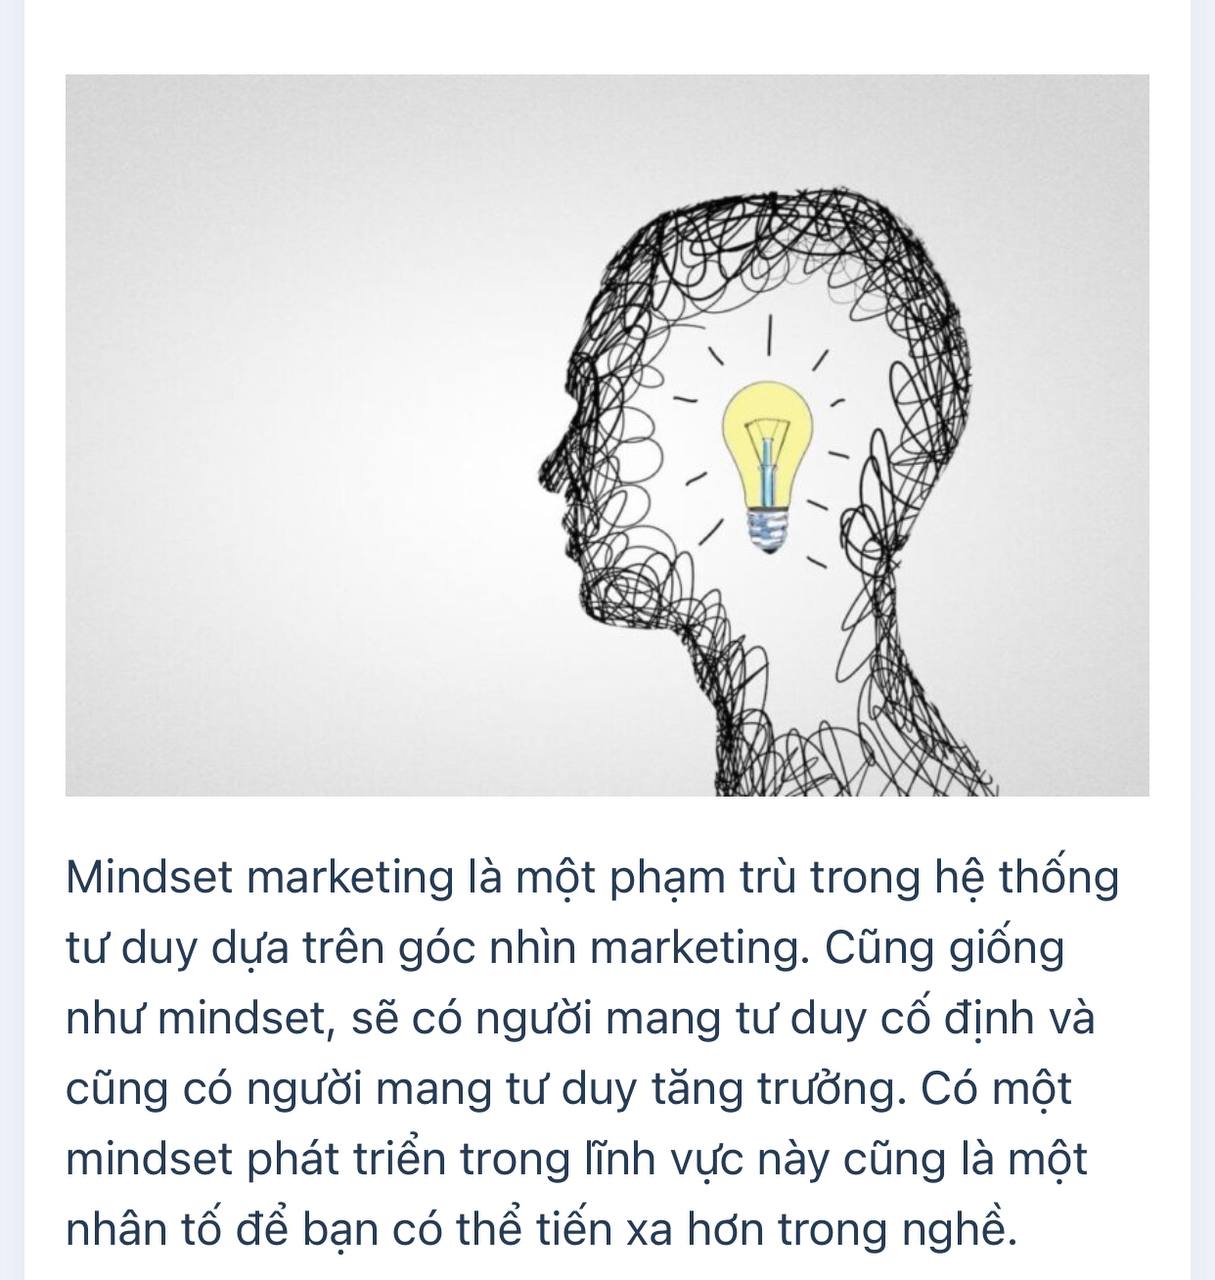 Mindset marketing là một phạm trù trong hệ thống
tư duy dựa trên góc nhìn marketing. Cũng giống
như mindset, sẽ có người mang tư duy cố định và
cũng có người mang tư duy tăng trưởng. Có một
mindset phát triển trong lĩnh vực này cũng là một
nhân tố để bạn có thể tiến xa hơn trong nghề.